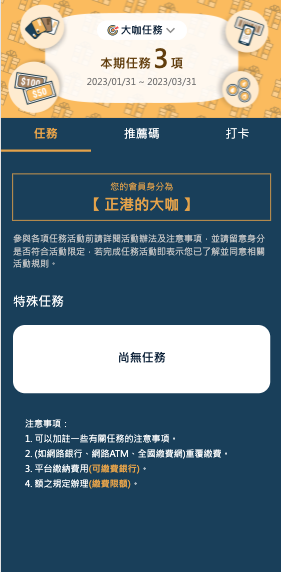 大咖任務
本期任務 3 項
2023/01/31 ~ 2023/03/31
$100
$50
任務 推薦碼 打卡
您的會員身分為
【 正港的大咖 】
參與各項任務活動前請詳閱活動辦法及注意事項，並請留意身分
是否符合活動限定，若完成任務活動即表示您已了解並同意相關
活動規則。
特殊任務
尚無任務
注意事項：
1. 可以加註一些有關任務的注意事項。
2. (如網路銀行、網路ATM、全國繳費網)重覆繳費。
3. 平台繳納費用(可繳費銀行)。
4. 額之規定辦理(繳費限額)。